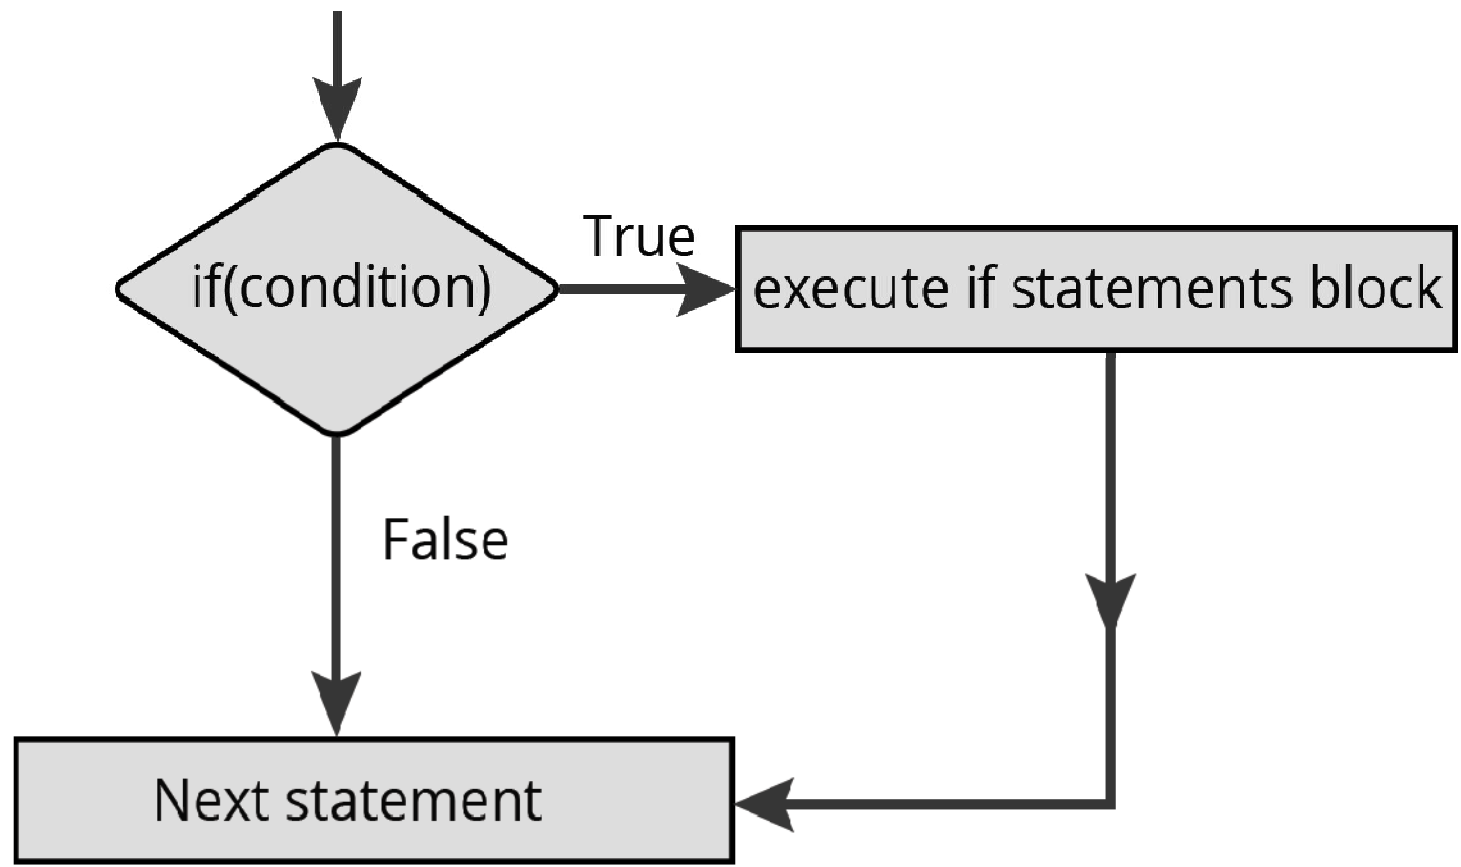 if(condition)
True
execute if statements block
False
Next statement